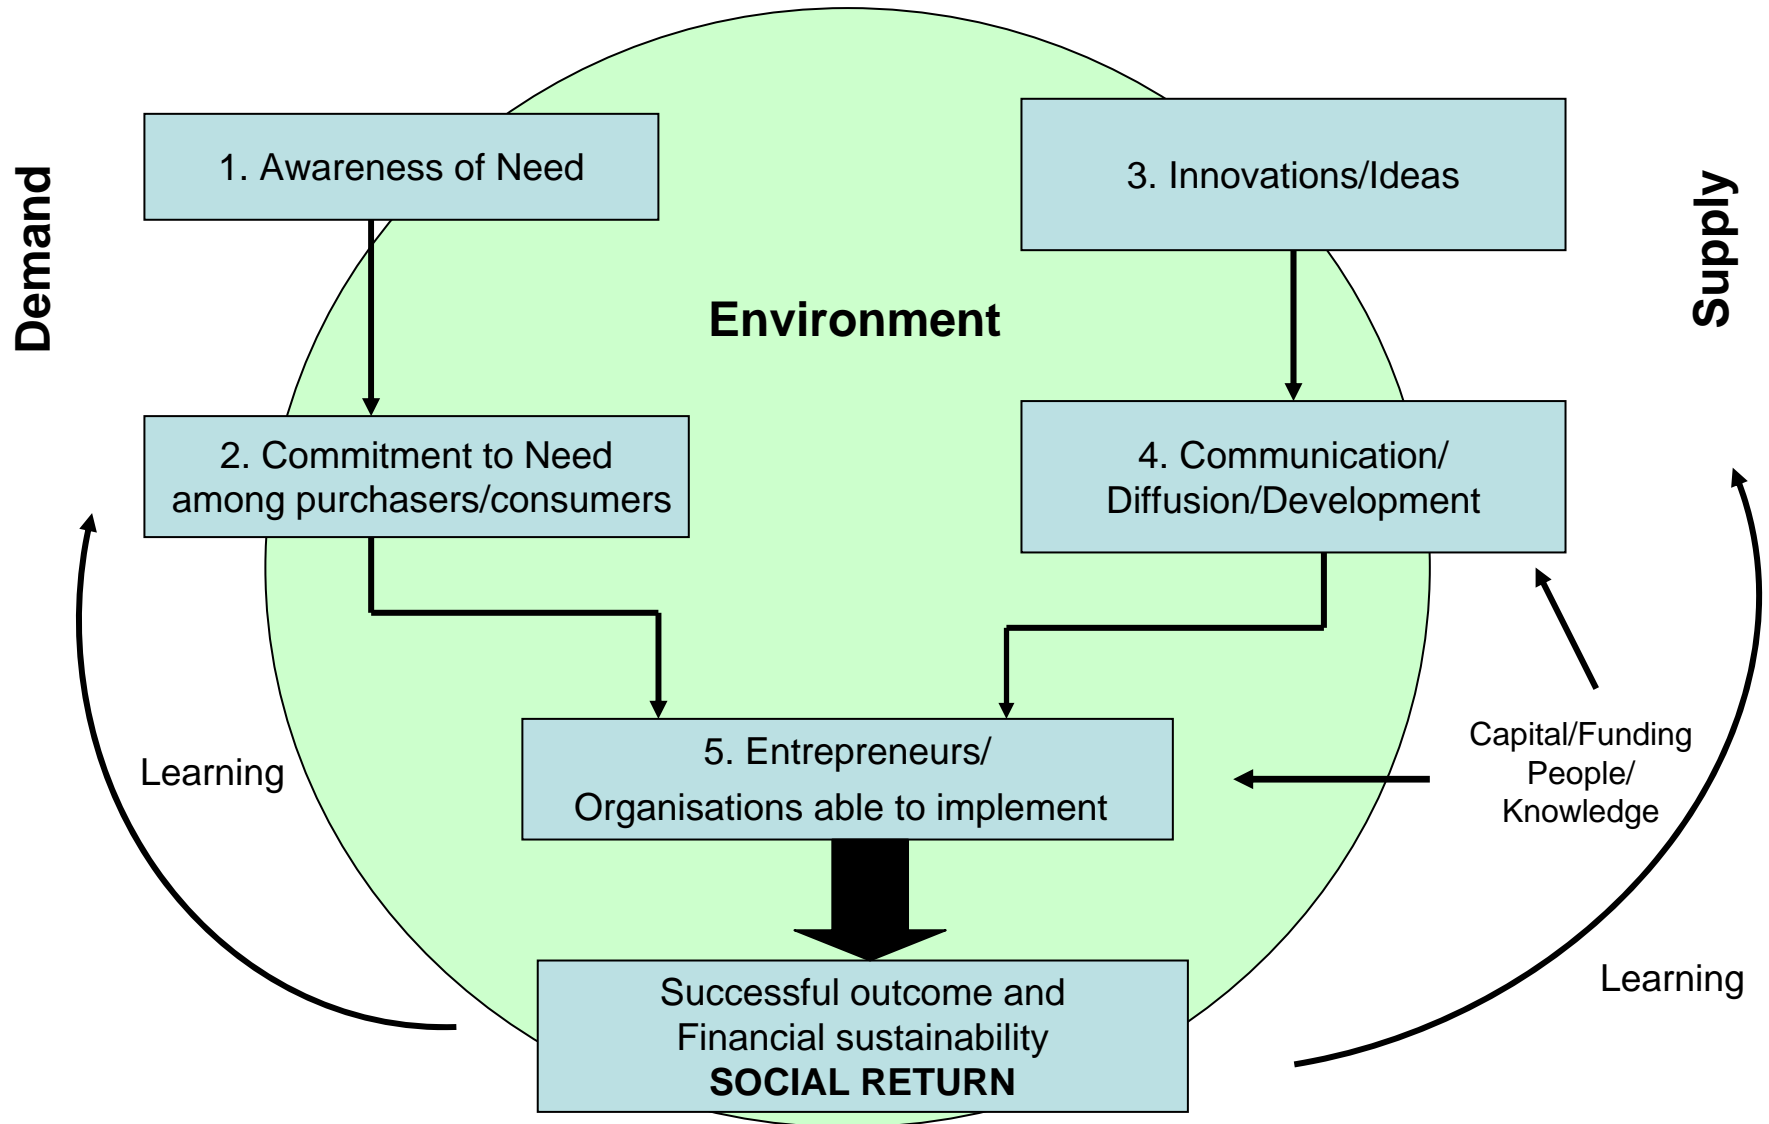 Demand
1. Awareness of Need
3. Innovations/Ideas
Supply
Environment
2. Commitment to Need
among purchasers/consumers
4. Communication/
Diffusion/Development
Learning
5. Entrepreneurs/
Organisations able to implement
Capital/Funding
People/
Knowledge
Learning
Successful outcome and
Financial sustainability
SOCIAL RETURN